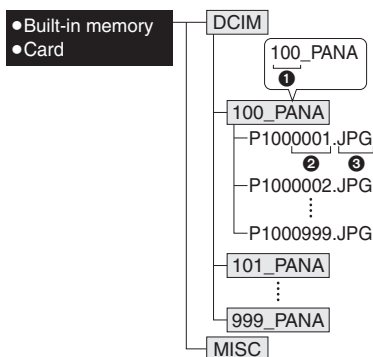 ●Built-in memory
●Card
DCIM
100_PANA
❶
100_PANA
P1000001.JPG
❷ ❸
P1000002.JPG
P1000999.JPG
101_PANA
999_PANA
MISC